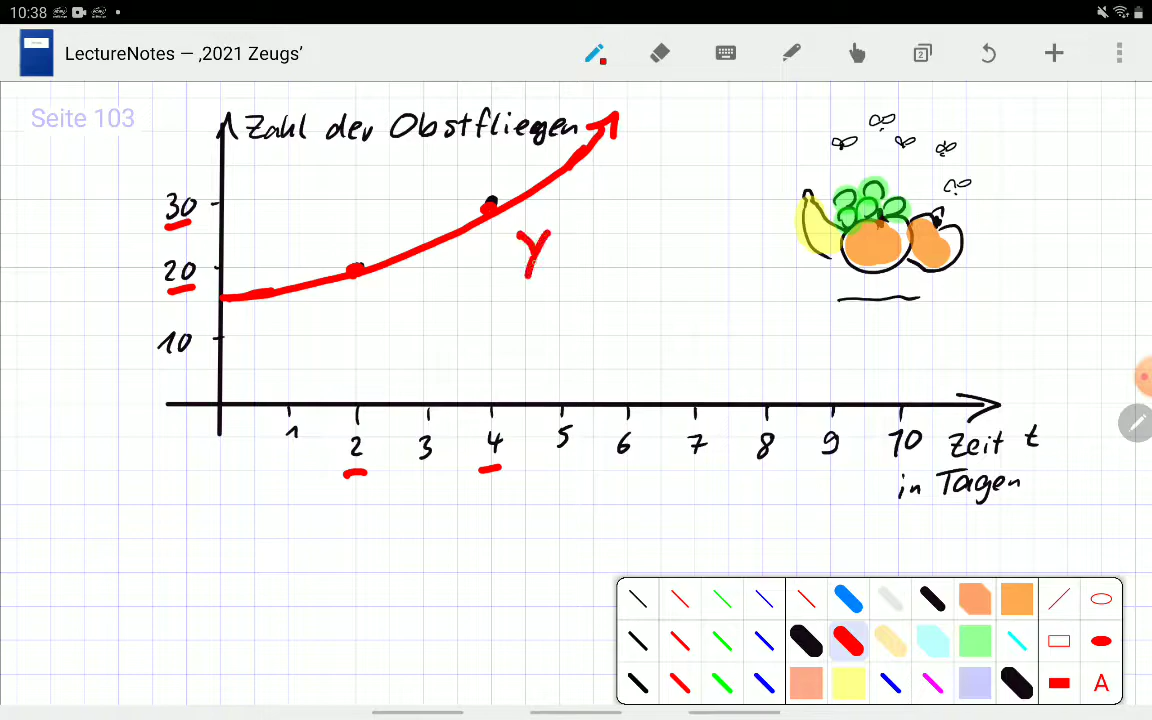 10:38
LectureNotes — ‚2021 Zeugs‘
2
Seite 103
Zahl der Obstfliegen
30
20
10
y
1 2 3 4 5 6 7 8 9 10 Zeit t
in Tagen
A